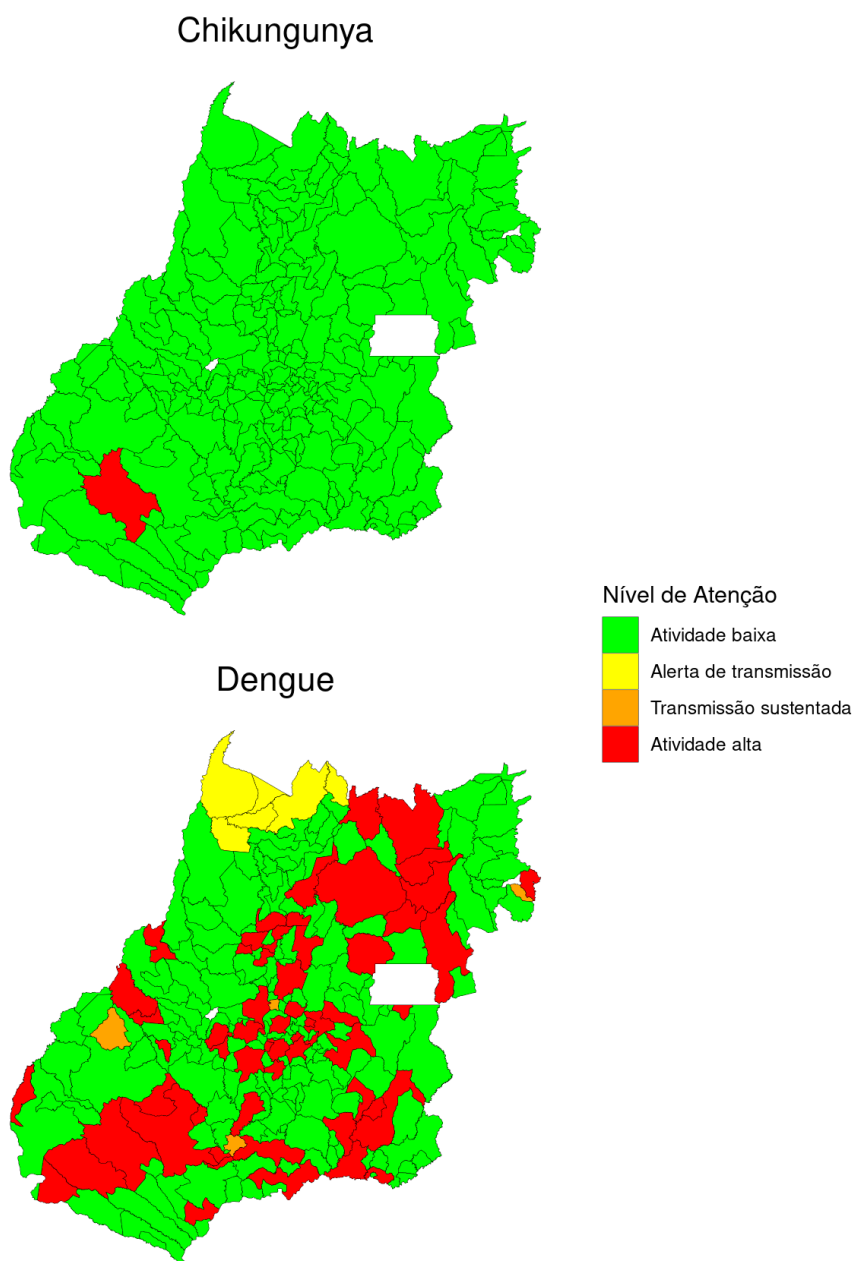 Chikungunya
Nível de Atenção
Atividade baixa
Alerta de transmissão
Transmissão sustentada
Atividade alta
Dengue